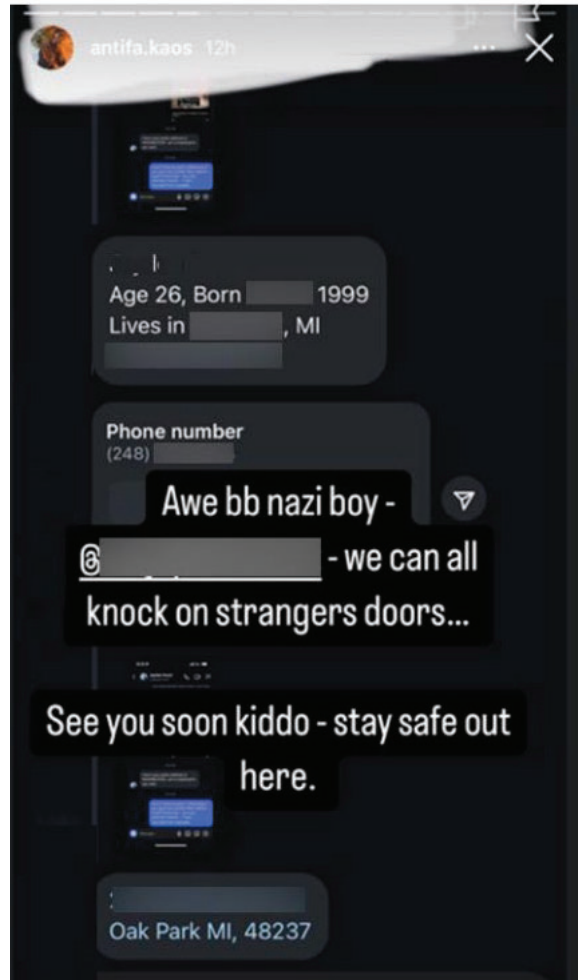 antifa.kaos 12h
Age 26, Born 1999
Lives in , MI
Phone number
(248)
Awe bb nazi boy -
@ - we can all
knock on strangers doors...
See you soon kiddo - stay safe out
here.
Oak Park MI, 48237